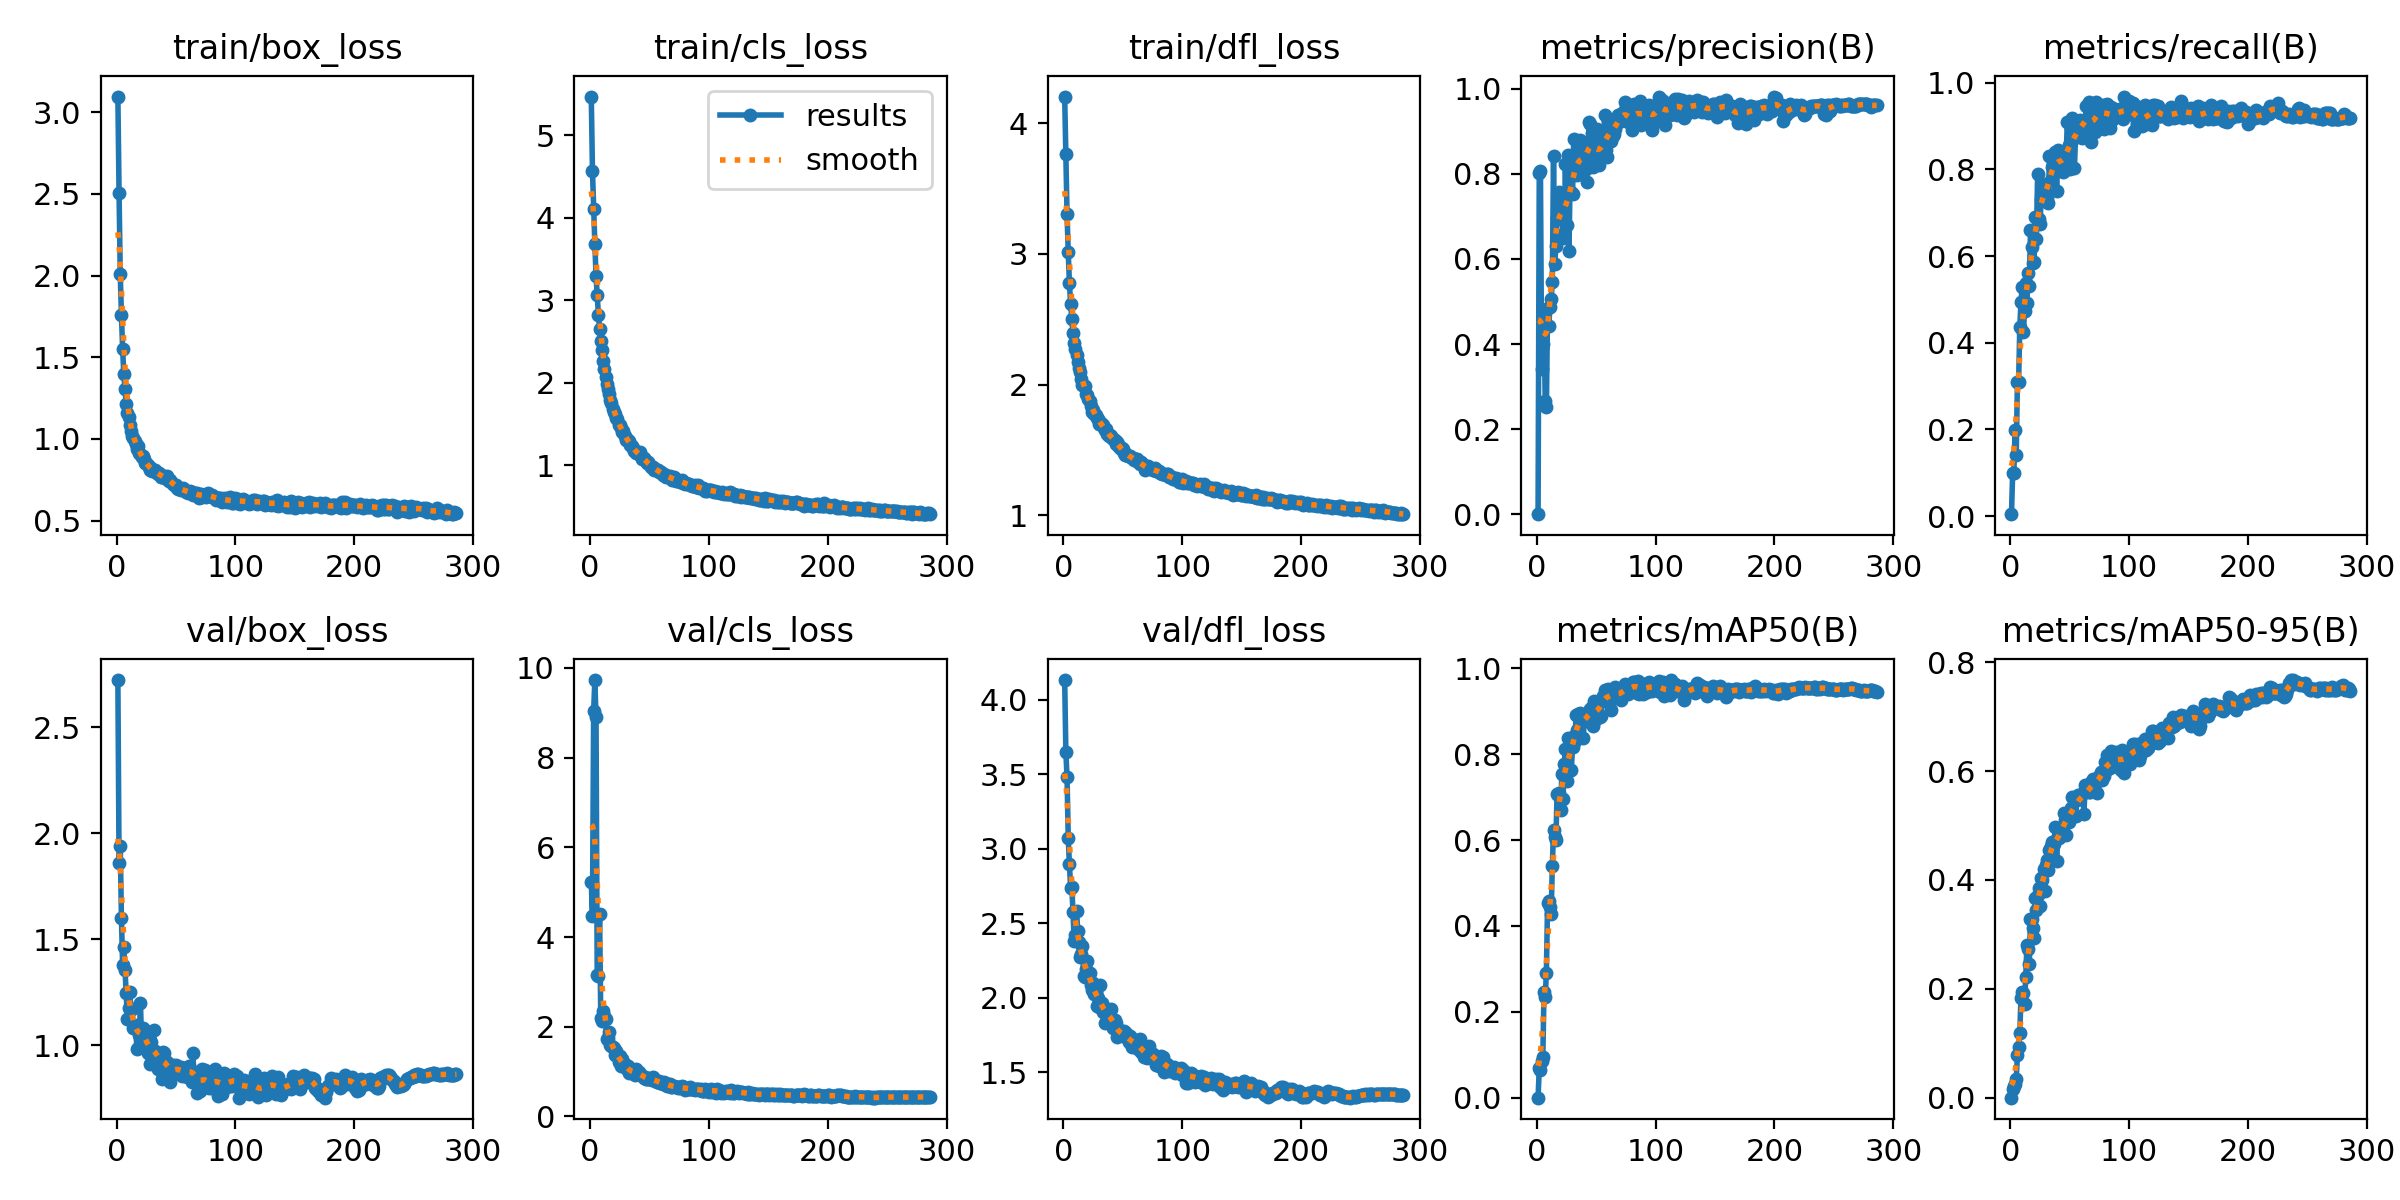 train/box_loss
3.0
2.5
2.0
1.5
1.0
0.5
0 100 200 300
train/cls_loss
results
smooth
5
4
3
2
1
0 100 200 300
train/dfl_loss
4
3
2
1
0 100 200 300
metrics/precision(B)
1.0
0.8
0.6
0.4
0.2
0.0
0 100 200 300
metrics/recall(B)
1.0
0.8
0.6
0.4
0.2
0.0
0 100 200 300
val/box_loss
2.5
2.0
1.5
1.0
0 100 200 300
val/cls_loss
10
8
6
4
2
0
0 100 200 300
val/dfl_loss
4.0
3.5
3.0
2.5
2.0
1.5
0 100 200 300
metrics/mAP50(B)
1.0
0.8
0.6
0.4
0.2
0.0
0 100 200 300
metrics/mAP50-95(B)
0.8
0.6
0.4
0.2
0.0
0 100 200 300